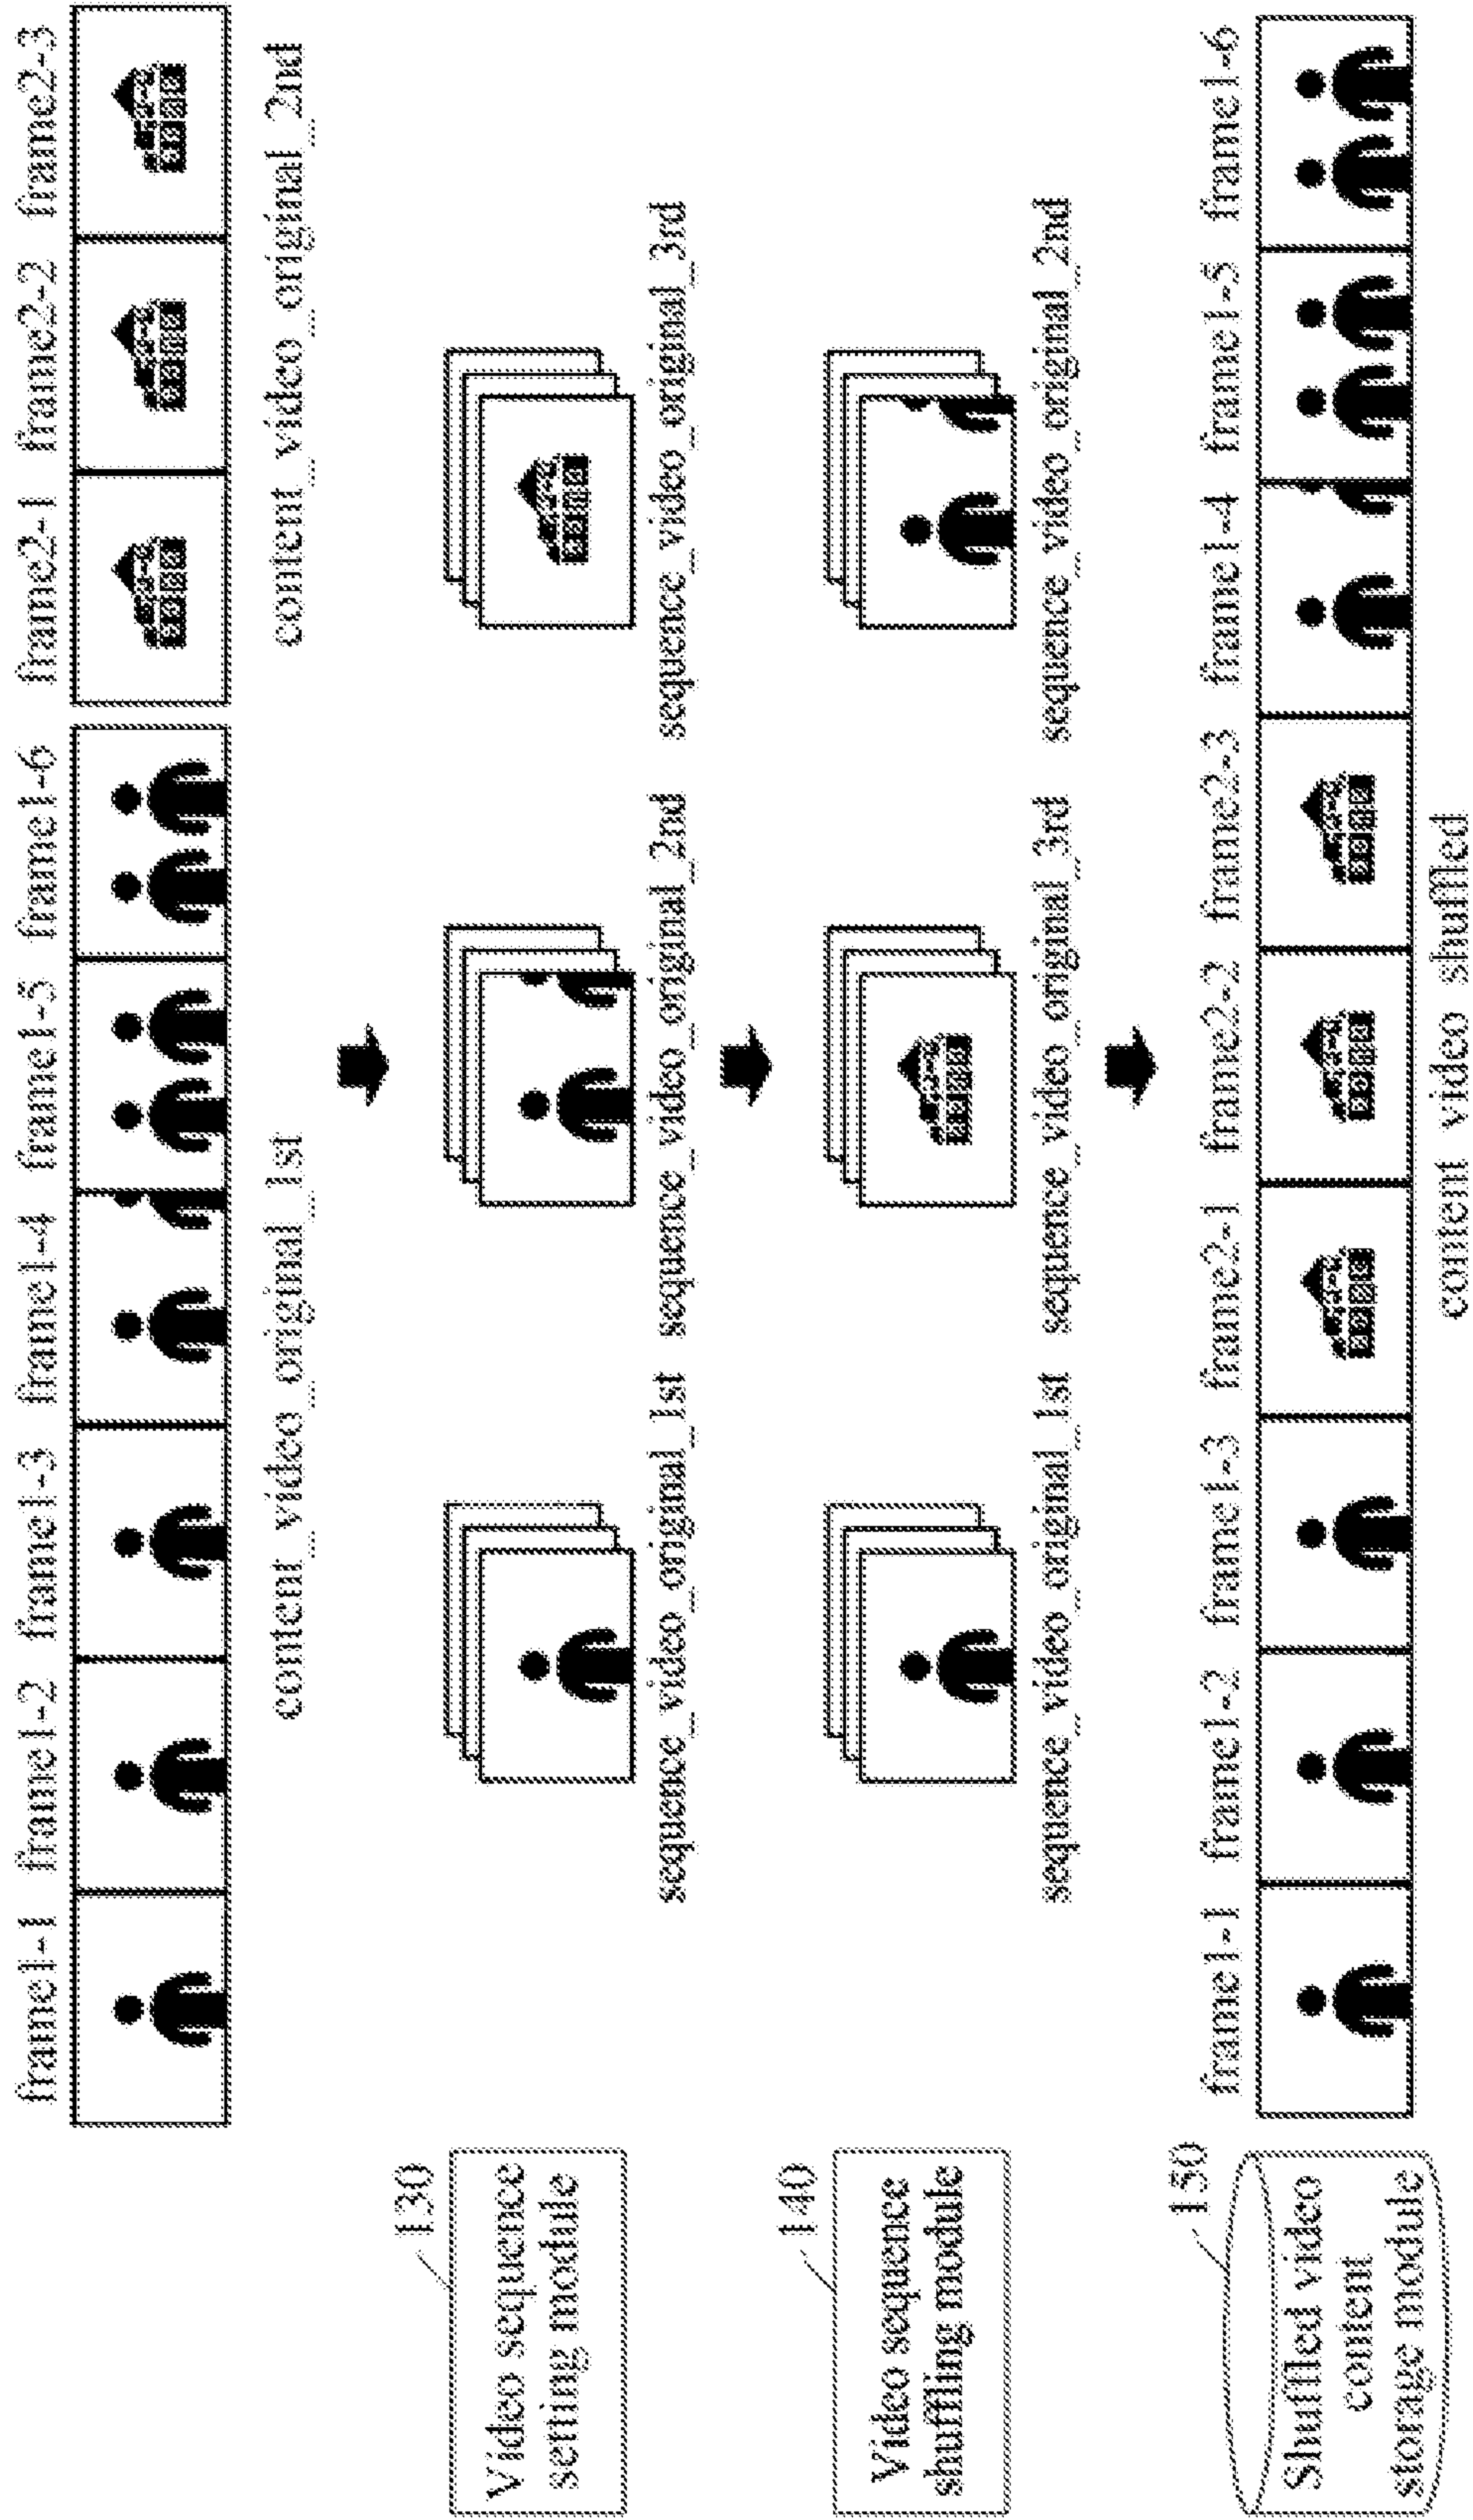 frame1-1 frame1-2 frame1-3 frame1-4 frame1-5 frame1-6 frame2-1 frame2-2 frame2-3
content_video_original_1st content_video_original_2nd
130
Video sequence
setting module
sequence_video_original_1st sequence_video_original_2nd sequence_video_original_3rd
140
Video sequence
shuffling module
sequence_video_original_1st sequence_video_original_3rd sequence_video_original_2nd
150
Shuffled video
content
storage module
frame1-1 frame1-2 frame1-3 frame2-1 frame2-2 frame2-3 frame1-4 frame1-5 frame1-6
content_video_shuffled